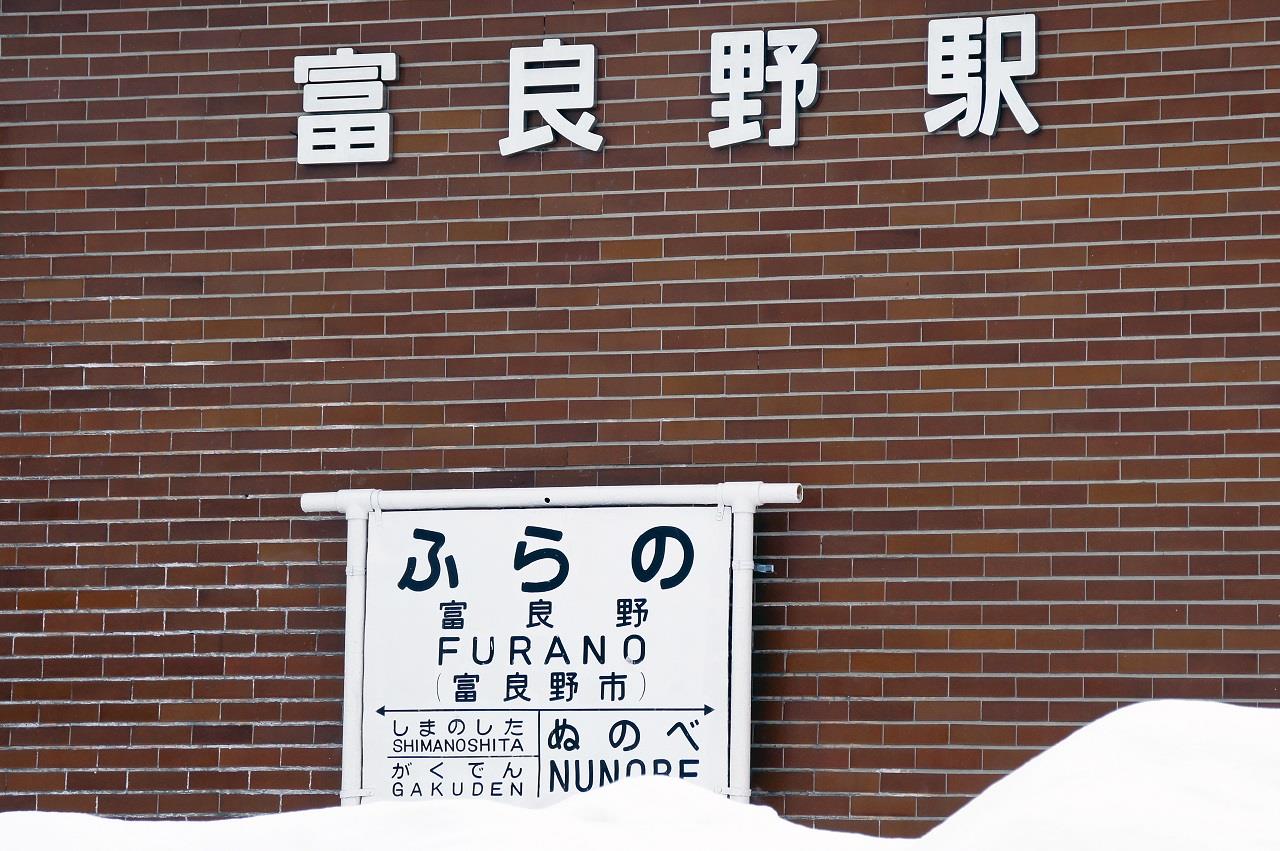 富良野駅
ふらの
富良野
FURANO
(富良野市)
しまのした
SHIMANOSHITA
がくでん
GAKUDEN
ぬのべ
NUNOBE